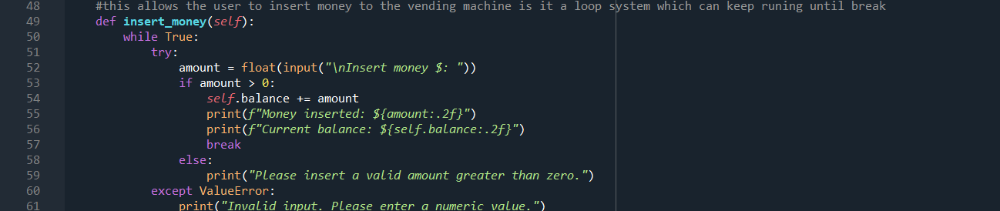 48 #this allows the user to insert money to the vending machine is it a loop system which can keep runing until break
49 def insert_money(self):
50 while True:
51 try:
52 amount = float(input("\nInsert money $: "))
53 if amount > 0:
54 self.balance += amount
55 print(f"Money inserted: ${amount:.2f}")
56 print(f"Current balance: ${self.balance:.2f}")
57 break
58 else:
59 print("Please insert a valid amount greater than zero.")
60 except ValueError:
61 print("Invalid input. Please enter a numeric value.")